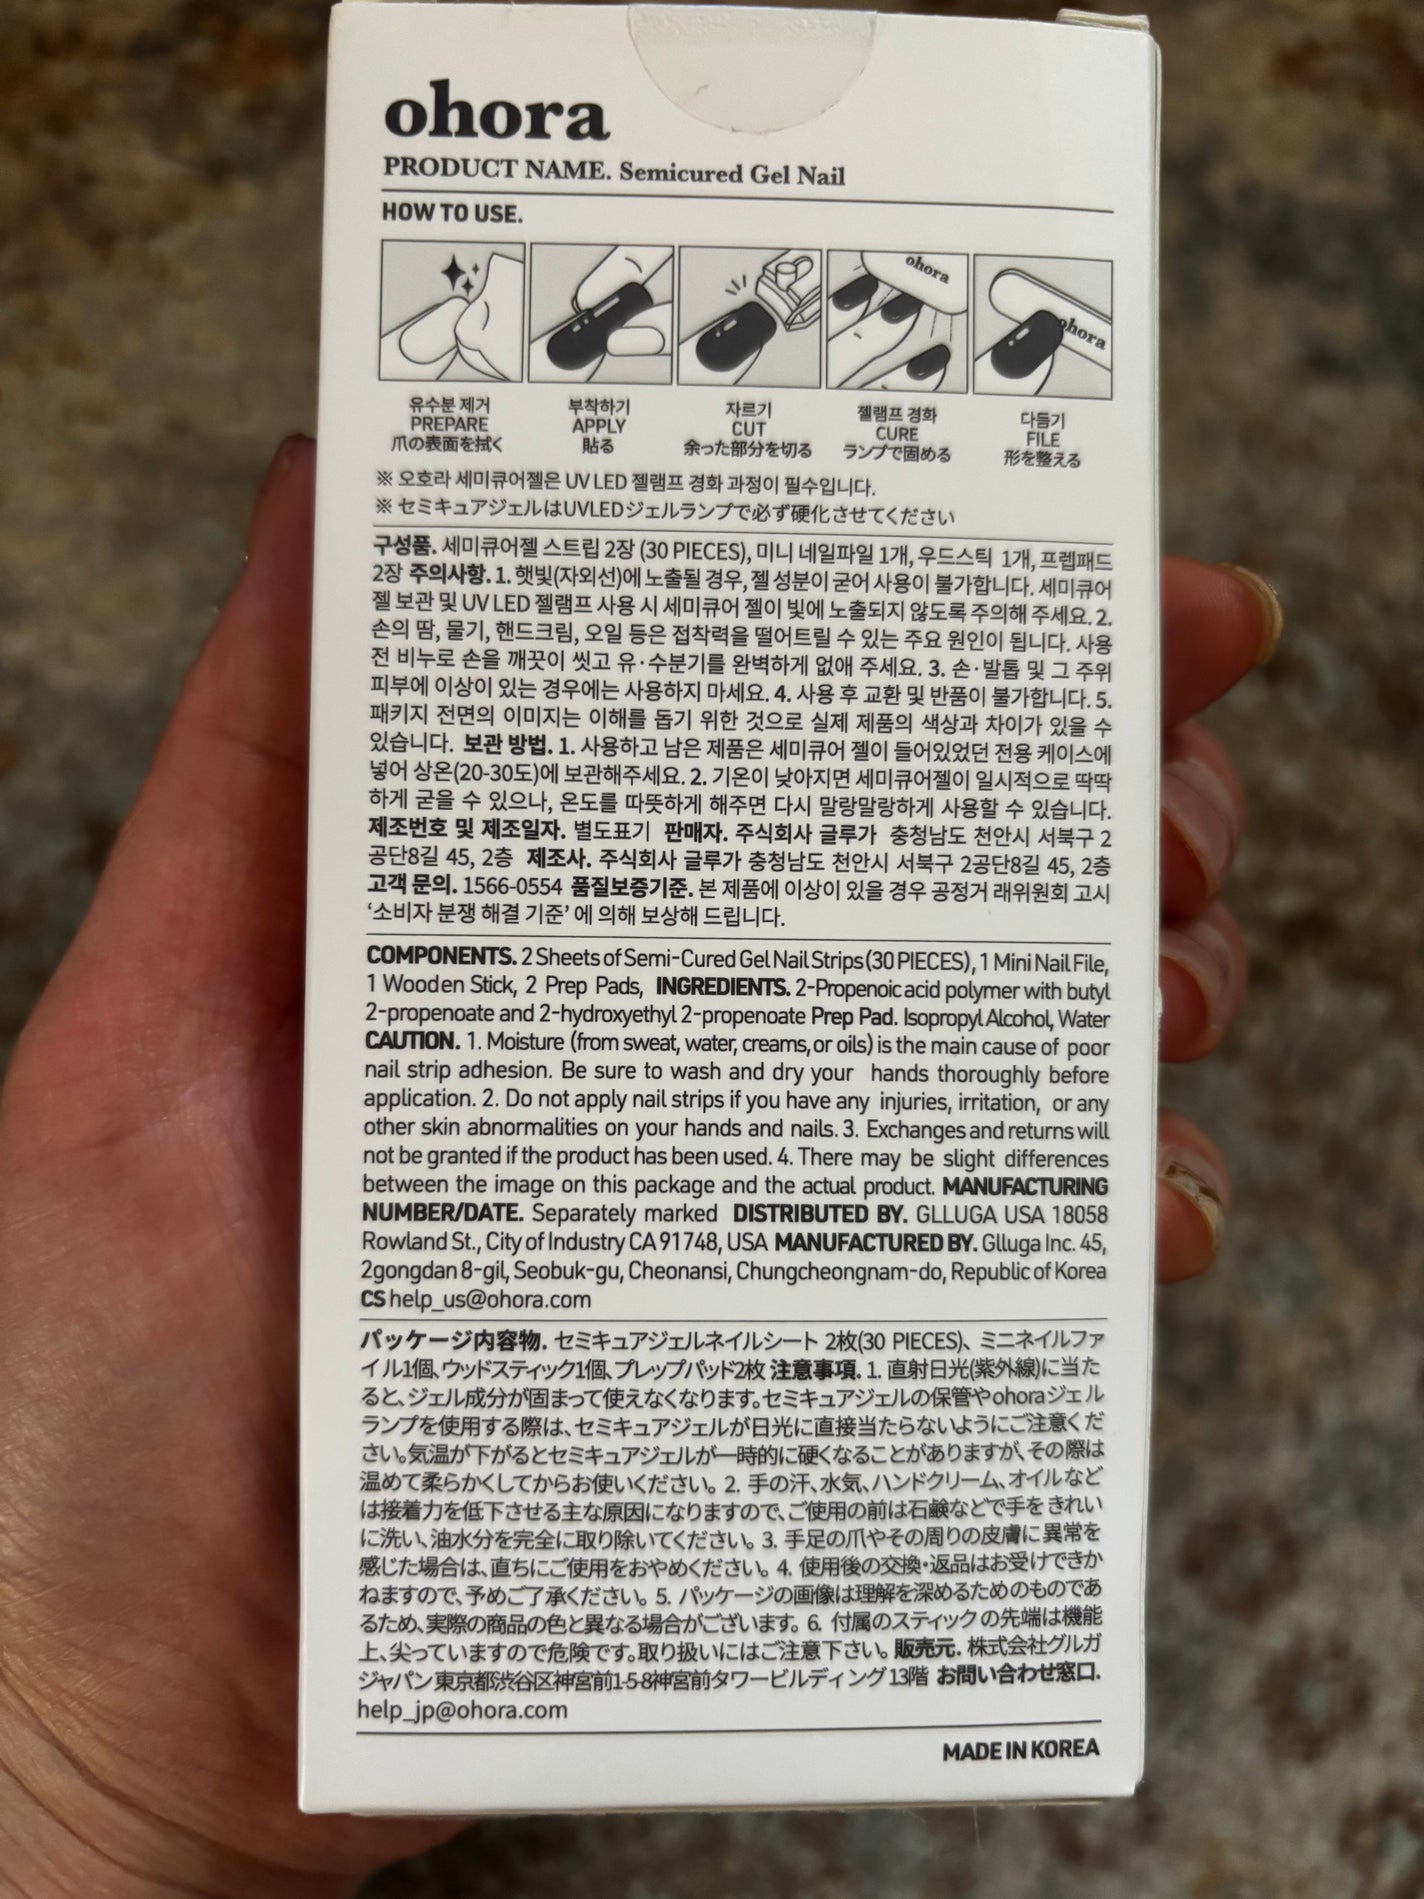 ohora
PRODUCT NAME. Semicured Gel Nail
HOW TO USE.
ohora
ohora
유수분 제거
PREPARE
爪の表面を拭く
부착하기
APPLY
貼る
자르기
CUT
余った部分を切る
젤램프 경화
CURE
ランプで固める
다듬기
FILE
形を整える
※ 오호라 세미큐어젤은 UV LED 젤램프 경화 과정이 필수입니다.
※ セミキュアジェルはUVLEDジェルランプで必ず硬化させてください
구성품. 세미큐어젤 스트립 2장 (30 PIECES), 미니 네일파일 1개, 우드스틱 1개, 프렙패드
2장 주의사항. 1. 햇빛(자외선)에 노출될 경우, 젤 성분이 굳어 사용이 불가합니다. 세미큐어
젤 보관 및 UV LED 젤램프 사용 시 세미큐어 젤이 빛에 노출되지 않도록 주의해 주세요. 2.
손의 땀, 물기, 핸드크림, 오일 등은 접착력을 떨어트릴 수 있는 주요 원인이 됩니다. 사용
전 비누로 손을 깨끗이 씻고 유·수분기를 완벽하게 없애 주세요. 3. 손·발톱 및 그 주위
피부에 이상이 있는 경우에는 사용하지 마세요. 4. 사용 후 교환 및 반품이 불가합니다. 5.
패키지 전면의 이미지는 이해를 돕기 위한 것으로 실제 제품의 색상과 차이가 있을 수
있습니다. 보관 방법. 1. 사용하고 남은 제품은 세미큐어 젤이 들어있었던 전용 케이스에
넣어 상온(20-30도)에 보관해주세요. 2. 기온이 낮아지면 세미큐어젤이 일시적으로 딱딱
하게 굳을 수 있으나, 온도를 따뜻하게 해주면 다시 말랑말랑하게 사용할 수 있습니다.
제조번호 및 제조일자. 별도표기 판매자. 주식회사 글루가 충청남도 천안시 서북구 2
공단8길 45, 2층 제조사. 주식회사 글루가 충청남도 천안시 서북구 2공단8길 45, 2층
고객 문의. 1566-0554 품질보증기준. 본 제품에 이상이 있을 경우 공정거 래위원회 고시
‘소비자 분쟁 해결 기준’ 에 의해 보상해 드립니다.
COMPONENTS. 2 Sheets of Semi-Cured Gel Nail Strips (30 PIECES), 1 Mini Nail File,
1 Wooden Stick, 2 Prep Pads, INGREDIENTS. 2-Propenoic acid polymer with butyl
2-propenoate and 2-hydroxyethyl 2-propenoate Prep Pad. Isopropyl Alcohol, Water
CAUTION. 1. Moisture (from sweat, water, creams, or oils) is the main cause of poor
nail strip adhesion. Be sure to wash and dry your hands thoroughly before
application. 2. Do not apply nail strips if you have any injuries, irritation, or any
other skin abnormalities on your hands and nails. 3. Exchanges and returns will
not be granted if the product has been used. 4. There may be slight differences
between the image on this package and the actual product. MANUFACTURING
NUMBER/DATE. Separately marked DISTRIBUTED BY. GLLUGA USA 18058
Rowland St., City of Industry CA 91748, USA MANUFACTURED BY. Glluga Inc. 45,
2gongdan 8-gil, Seobuk-gu, Cheonansi, Chungcheongnam-do, Republic of Korea
CS help_us@ohora.com
パッケージ内容物. セミキュアジェルネイルシート 2枚(30 PIECES)、ミニネイルファ
イル1個、ウッドスティック1個、プレップパッド2枚 注意事項. 1. 直射日光(紫外線)に当た
ると、ジェル成分が固まって使えなくなります。セミキュアジェルの保管やohoraジェル
ランプを使用する際は、セミキュアジェルが日光に直接当たらないようにご注意くだ
さい。気温が下がるとセミキュアジェルが一時的に硬くなることがありますが、その際は
温めて柔らかくしてからお使いください。2. 手の汗、水気、ハンドクリーム、オイルなど
は接着力を低下させる主な原因になりますので、ご使用の前は石鹸などで手をきれい
に洗い、油水分を完全に取り除いてください。3. 手足の爪やその周りの皮膚に異常を
感じた場合は、直ちにご使用をおやめください。4. 使用後の交換・返品はお受けできか
ねますので、予めご了承ください。5. パッケージの画像は理解を深めるためのものであ
るため、実際の商品の色と異なる場合がございます。6. 付属のスティックの先端は機能
上、尖っていますので危険です。取り扱いにはご注意下さい。販売元. 株式会社グルガ
ジャパン 東京都渋谷区神宮前1-5-8神宮前タワービルディング 13階 お問い合わせ窓口.
help_jp@ohora.com
MADE IN KOREA